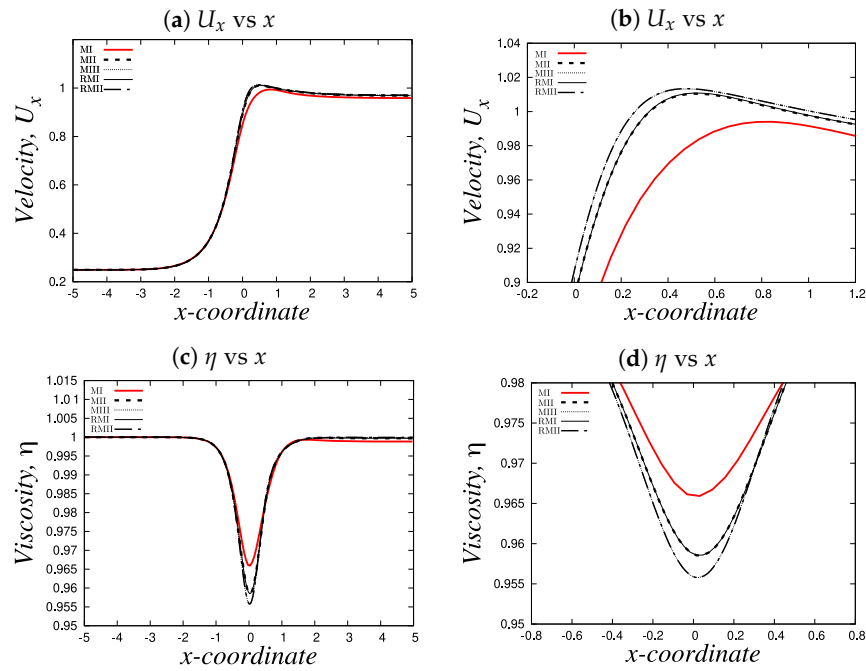 (a) Uₓ vs x
(b) Uₓ vs x
Velocity, Uₓ
1
0.8
0.6
0.4
0.2
MI
MII
MIII
RMI
RMII
-5
-4
-3
-2
-1
0
1
2
3
4
5
x-coordinate
Velocity, Uₓ
1.04
1.02
1
0.98
0.96
0.94
0.92
0.9
MI
MII
MIII
RMI
RMII
-0.2
0
0.2
0.4
0.6
0.8
1
1.2
x-coordinate
(c) η vs x
(d) η vs x
Viscosity, η
1.015
1.01
1.005
1
0.995
0.99
0.985
0.98
0.975
0.97
0.965
0.96
0.955
0.95
MI
MII
MIII
RMI
RMII
-5
-4
-3
-2
-1
0
1
2
3
4
5
x-coordinate
Viscosity, η
0.98
0.975
0.97
0.965
0.96
0.955
0.95
MI
MII
MIII
RMI
RMII
-0.8
-0.6
-0.4
-0.2
0
0.2
0.4
0.6
0.8
x-coordinate